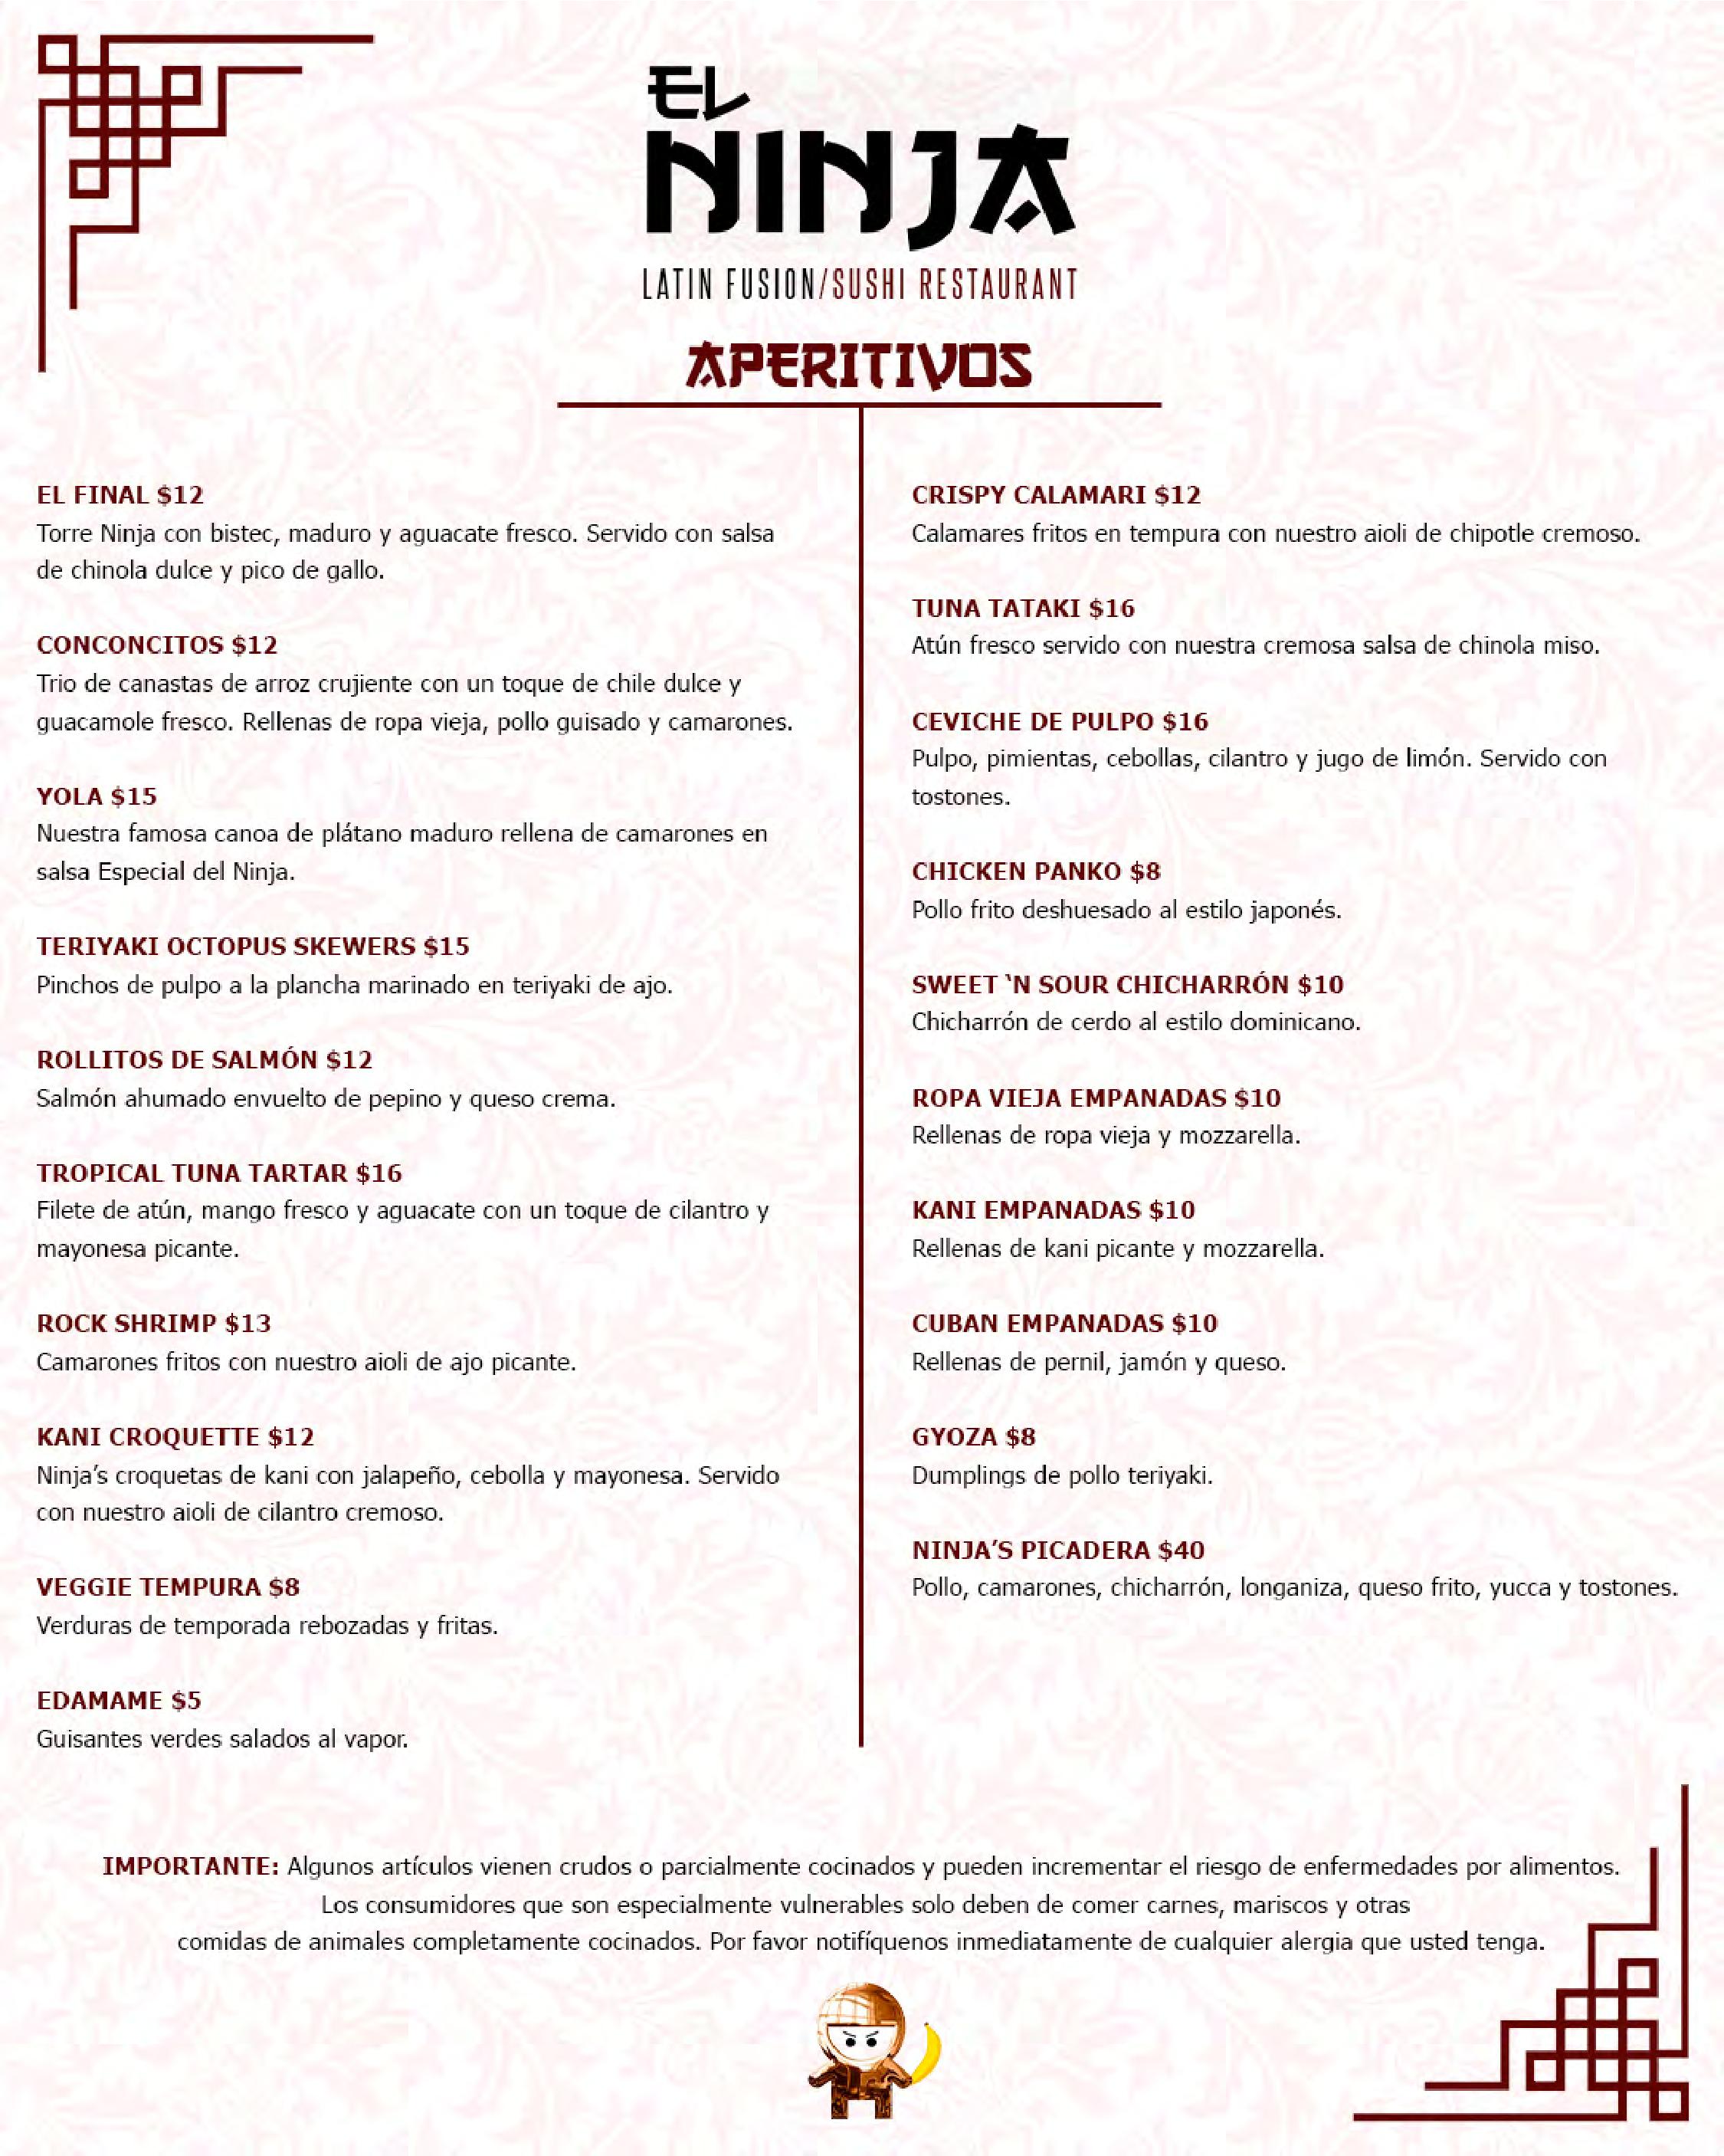 EL
NINJA
LATIN FUSION/SUSHI RESTAURANT
APERITIVOS
EL FINAL $12
Torre Ninja con bistec, maduro y aguacate fresco. Servido con salsa
de chinola dulce y pico de gallo.
CONCONCITOS $12
Trio de canastas de arroz crujiente con un toque de chile dulce y
guacamole fresco. Rellenas de ropa vieja, pollo guisado y camarones.
YOLA $15
Nuestra famosa canoa de plátano maduro rellena de camarones en
salsa Especial del Ninja.
TERIYAKI OCTOPUS SKEWERS $15
Pinchos de pulpo a la plancha marinado en teriyaki de ajo.
ROLLITOS DE SALMÓN $12
Salmón ahumado envuelto de pepino y queso crema.
TROPICAL TUNA TARTAR $16
Filete de atún, mango fresco y aguacate con un toque de cilantro y
mayonesa picante.
ROCK SHRIMP $13
Camarones fritos con nuestro aioli de ajo picante.
KANI CROQUETTE $12
Ninja’s croquetas de kani con jalapeño, cebolla y mayonesa. Servido
con nuestro aioli de cilantro cremoso.
VEGGIE TEMPURA $8
Verduras de temporada rebozadas y fritas.
EDAMAME $5
Guisantes verdes salados al vapor.
CRISPY CALAMARI $12
Calamares fritos en tempura con nuestro aioli de chipotle cremoso.
TUNA TATAKI $16
Atún fresco servido con nuestra cremosa salsa de chinola miso.
CEVICHE DE PULPO $16
Pulpo, pimientas, cebollas, cilantro y jugo de limón. Servido con
tostones.
CHICKEN PANKO $8
Pollo frito deshuesado al estilo japonés.
SWEET ‘N SOUR CHICHARRÓN $10
Chicharrón de cerdo al estilo dominicano.
ROPA VIEJA EMPANADAS $10
Rellenas de ropa vieja y mozzarella.
KANI EMPANADAS $10
Rellenas de kani picante y mozzarella.
CUBAN EMPANADAS $10
Rellenas de pernil, jamón y queso.
GYOZA $8
Dumplings de pollo teriyaki.
NINJA’S PICADERA $40
Pollo, camarones, chicharrón, longaniza, queso frito, yucca y tostones.
IMPORTANTE: Algunos artículos vienen crudos o parcialmente cocinados y pueden incrementar el riesgo de enfermedades por alimentos.
Los consumidores que son especialmente vulnerables solo deben de comer carnes, mariscos y otras
comidas de animales completamente cocinados. Por favor notifíquenos inmediatamente de cualquier alergia que usted tenga.